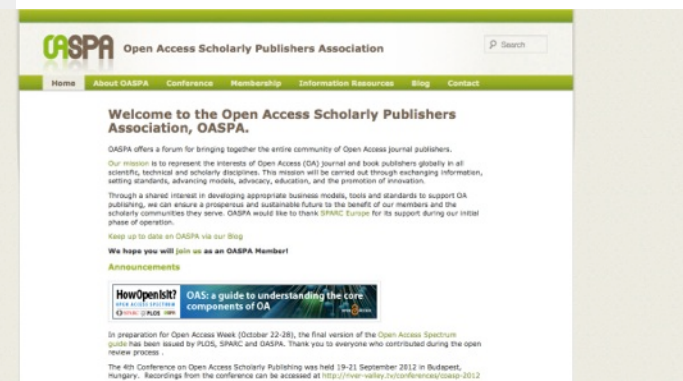 OASPA Open Access Scholarly Publishers Association
Search
Home About OASPA Conference Membership Information Resources Blog Contact
Welcome to the Open Access Scholarly Publishers
Association, OASPA.
OASPA offers a forum for bringing together the entire community of Open Access journal publishers.
Our mission is to represent the interests of Open Access (OA) journal and book publishers globally in all
scientific, technical and scholarly disciplines. This mission will be carried out through exchanging information,
setting standards, advancing models, advocacy, education, and the promotion of innovation.
Through a shared interest in developing appropriate business models, tools and standards to support OA
publishing, we can ensure a prosperous and sustainable future to the benefit of our members and the
scholarly communities they serve. OASPA would like to thank SPARC Europe for its support during our initial
phase of operation.
Keep up to date on OASPA via our Blog
We hope you will join us as an OASPA Member!
Announcements
HowOpenIsIt?
OPEN ACCESS SPECTRUM
SPARC PLOS
OAS: a guide to understanding the core
components of OA
In preparation for Open Access Week (October 22-28), the final version of the Open Access Spectrum
guide has been issued by PLOS, SPARC and OASPA. Thank you to everyone who contributed during the open
review process .
The 4th Conference on Open Access Scholarly Publishing was held 19-21 September 2012 in Budapest,
Hungary. Recordings from the conference can be accessed at http://river-valley.tv/conferences/coasp-2012